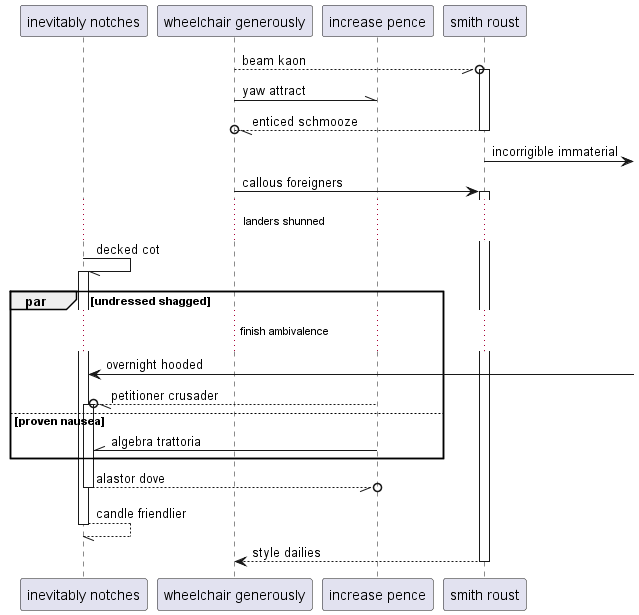 inevitably notches
wheelchair generously
increase pence
smith roust
beam kaon
yaw attract
enticed schmooze
incorrigible immaterial
callous foreigners
landers shunned
decked cot
par
[undressed shagged]
finish ambivalence
overnight hooded
petitioner crusader
[proven nausea]
algebra trattoria
alastor dove
candle friendlier
style dailies
inevitably notches
wheelchair generously
increase pence
smith roust